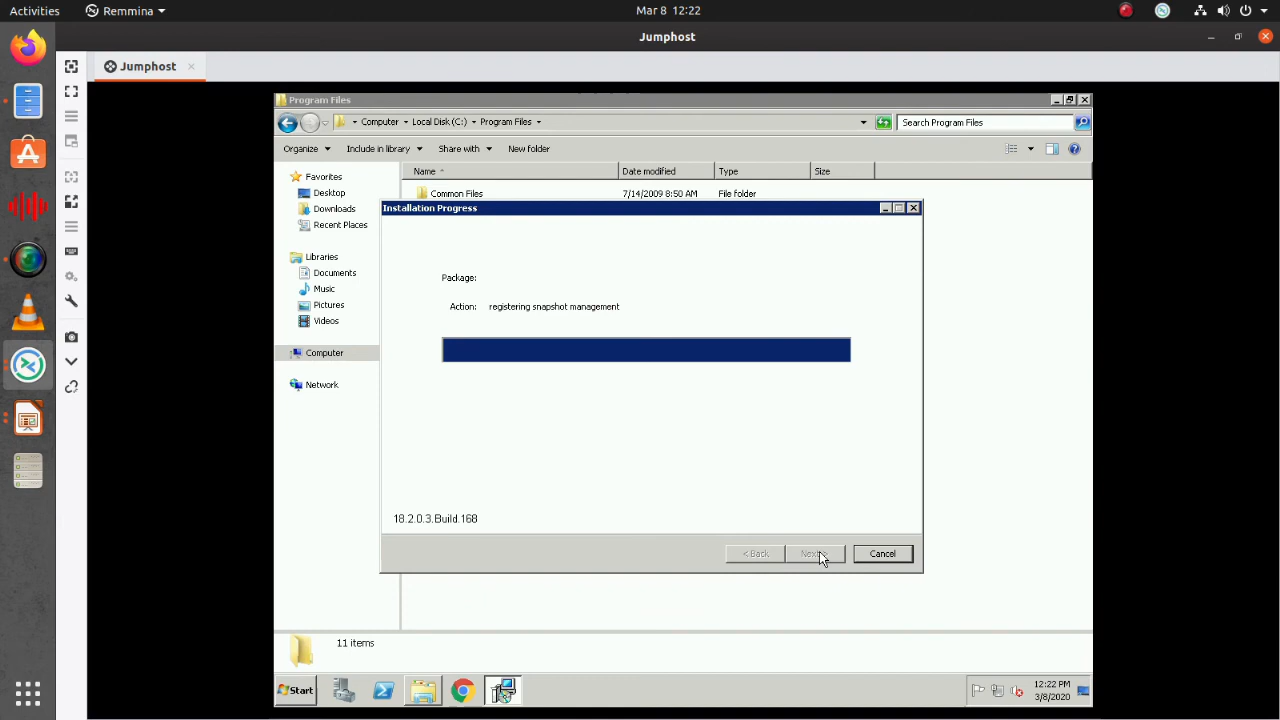 Activities
Remmina
Mar 8 12:22
Jumphost
Jumphost
Program Files
Computer
Local Disk (C:)
Program Files
Search Program Files
Organize
Include in library
Share with
New folder
Name
Date modified
Type
Size
Favorites
Desktop
Downloads
Recent Places
Libraries
Documents
Music
Pictures
Videos
Computer
Network
Common Files
7/14/2009 8:50 AM
File folder
Installation Progress
Package:
Action: registering snapshot management
18.2.0.3.Build.168
< Back
Next >
Cancel
11 items
Start
12:22 PM
3/8/2020